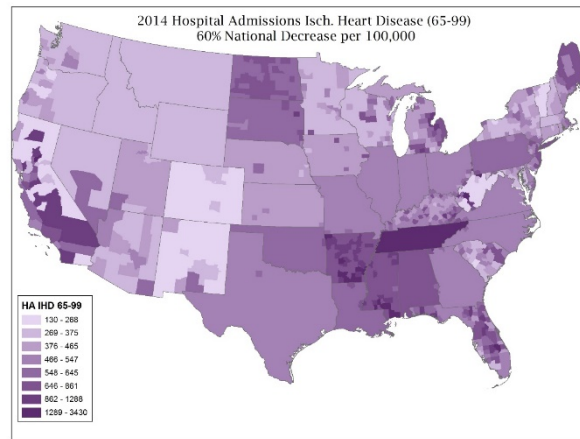 2014 Hospital Admissions Isch. Heart Disease (65-99)
60% National Decrease per 100,000
HA IHD 65-99
130 - 268
269 - 375
376 - 465
466 - 547
548 - 645
646 - 861
862 - 1288
1289 - 3430